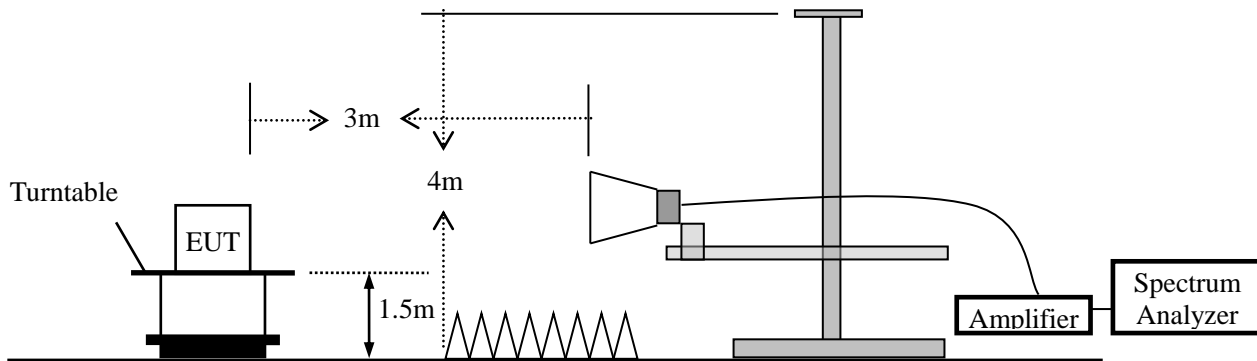 3m
4m
Turntable
EUT
1.5m
Amplifier
Spectrum
Analyzer